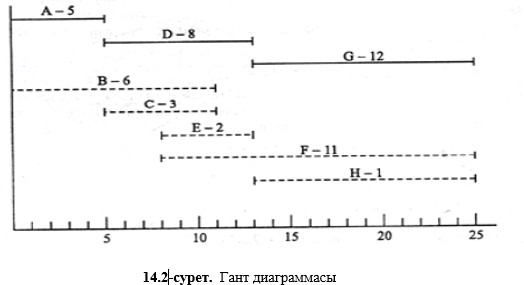 A – 5
D – 8
G – 12
B – 6
C – 3
E – 2
F – 11
H – 1
5 10 15 20 25
14.2-сурет. Гант диаграммасы